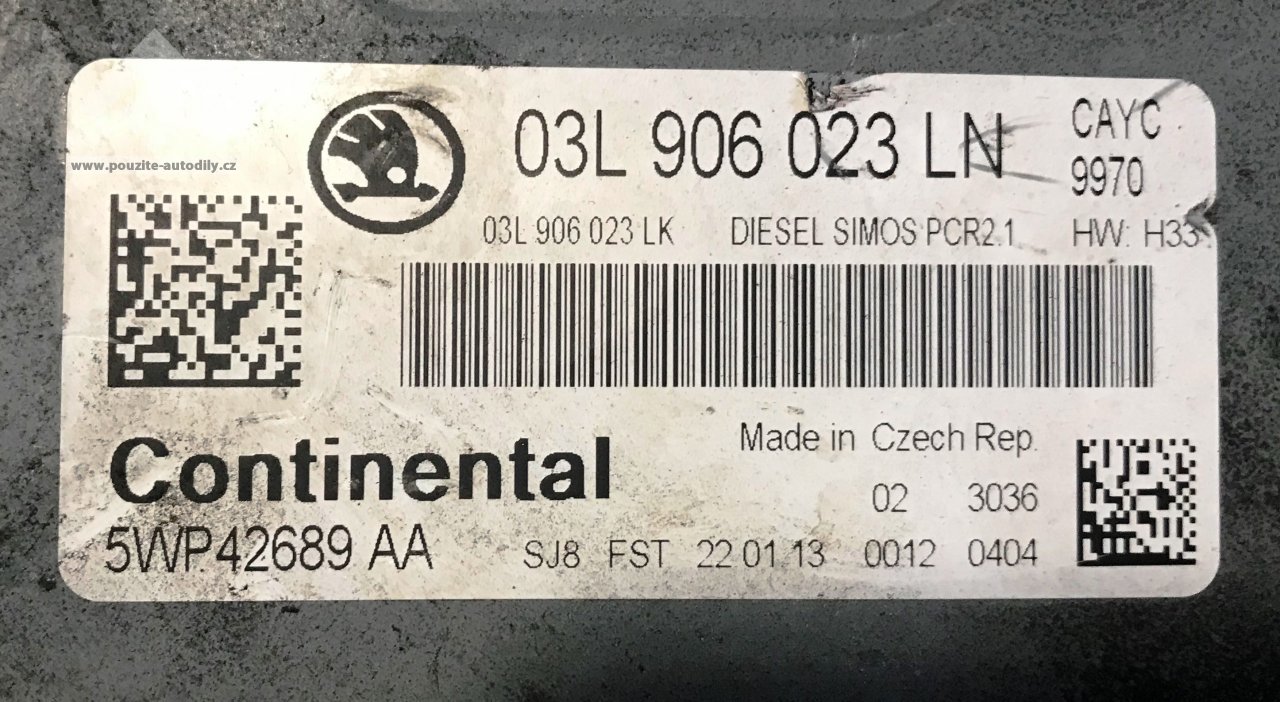 03L 906 023 LN
CAYC
9970
www.pouzite-autodily.cz
03L 906 023 LK DIESEL SIMOS PCR2.1 HW: H33
Made in Czech Rep.
Continental
02 3036
5WP42689 AA
SJ8 FST 22 01 13 0012 0404